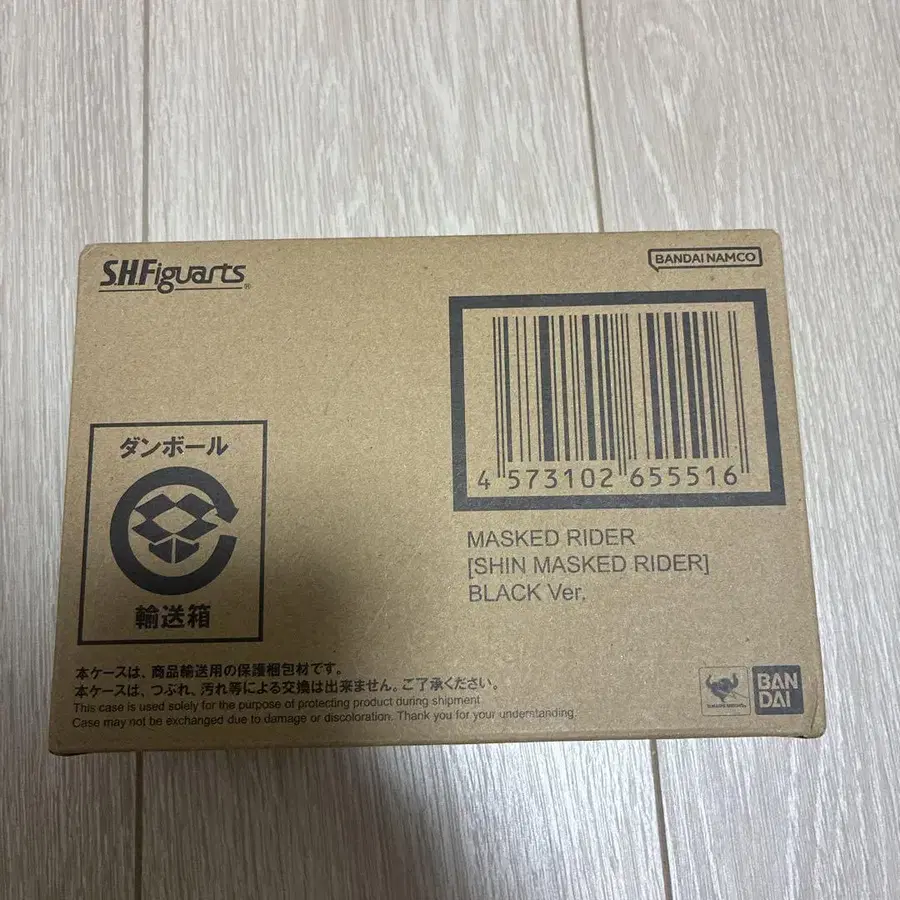 S.H.Figuarts
BANDAI NAMCO
4 573102 655516
MASKED RIDER
[SHIN MASKED RIDER]
BLACK Ver.
ダンボール
輸送箱
本ケースは、商品輸送用の保護梱包材です。
本ケースは、つぶれ、汚れ等による交換は出来ません。ご了承ください。
This case is used solely for the purpose of protecting product during shipment
Case may not be exchanged due to damage or discoloration. Thank you for your understanding.
BAN
DAI